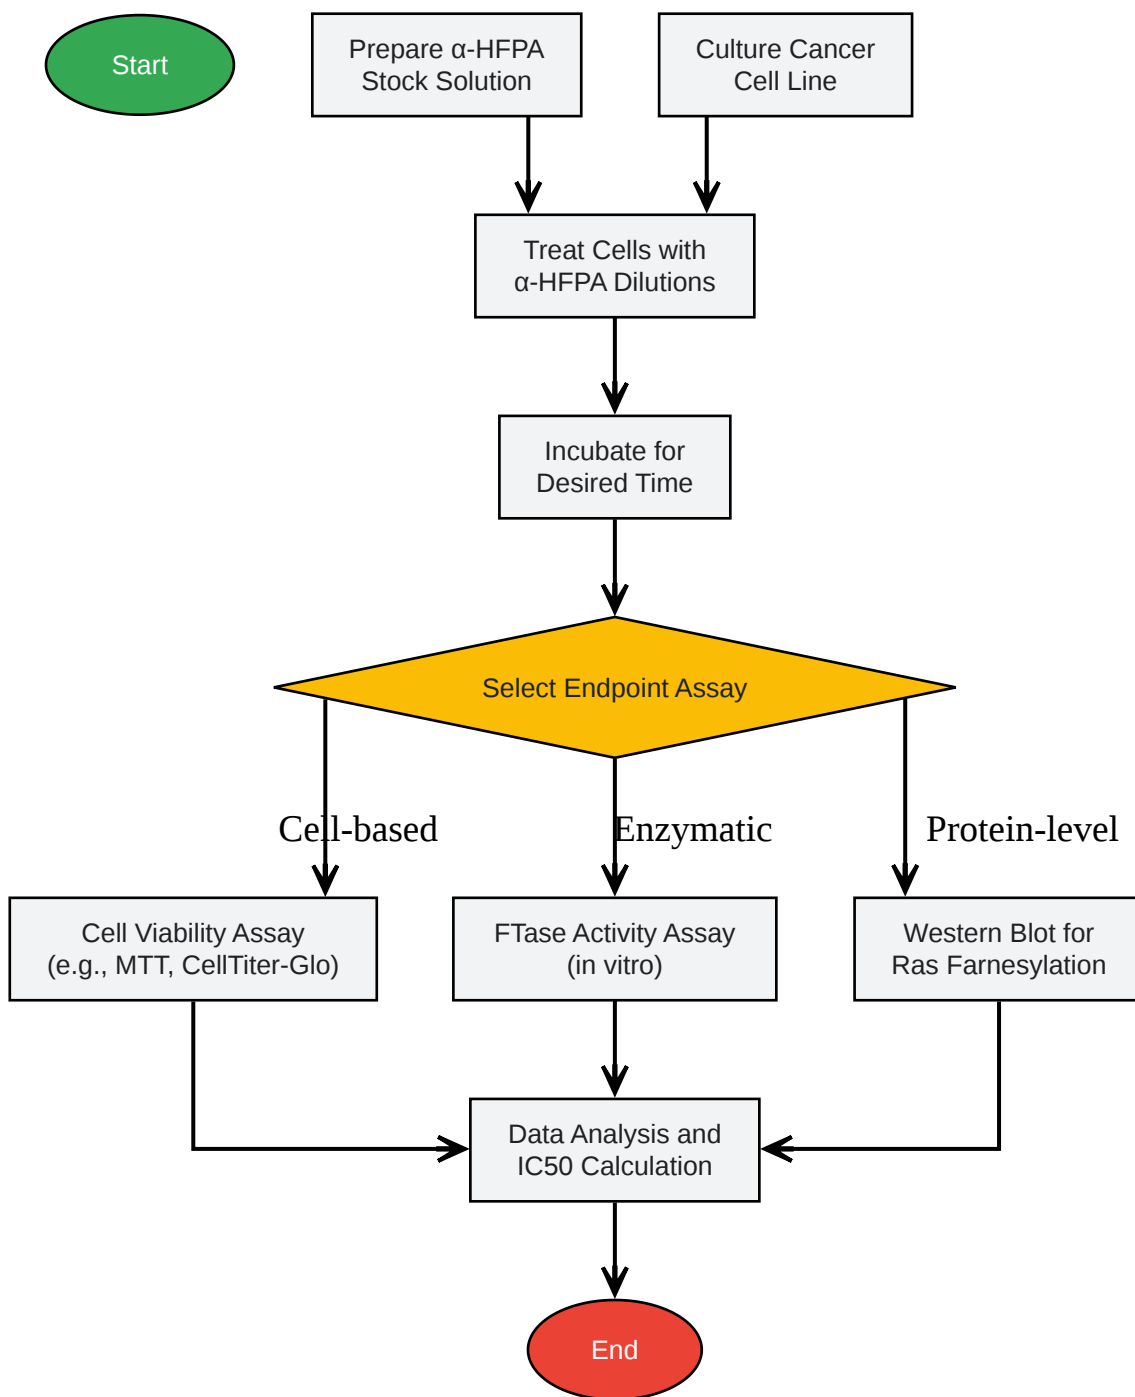 Start
Prepare α-HFPA
Stock Solution
Culture Cancer
Cell Line
Treat Cells with
α-HFPA Dilutions
Incubate for
Desired Time
Select Endpoint Assay
Cell-based
Enzymatic
Protein-level
Cell Viability Assay
(e.g., MTT, CellTiter-Glo)
FTase Activity Assay
(in vitro)
Western Blot for
Ras Farnesylation
Data Analysis and
IC50 Calculation
End